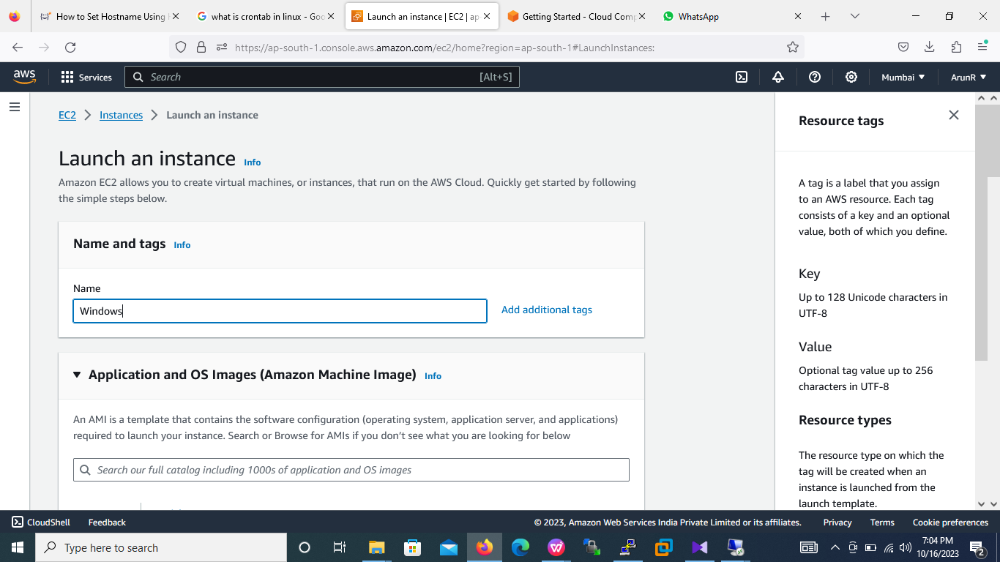 How to Set Hostname Using
what is crontab in linux - Goo
Launch an instance | EC2 | ap
Getting Started - Cloud Comp
WhatsApp
https://ap-south-1.console.aws.amazon.com/ec2/home?region=ap-south-1#LaunchInstances:
aws
Services
Search
[Alt+S]
Mumbai
ArunR
EC2
Instances
Launch an instance
Launch an instance Info
Amazon EC2 allows you to create virtual machines, or instances, that run on the AWS Cloud. Quickly get started by following
the simple steps below.
Name and tags Info
Name
Windows
Add additional tags
Application and OS Images (Amazon Machine Image) Info
An AMI is a template that contains the software configuration (operating system, application server, and applications)
required to launch your instance. Search or Browse for AMIs if you don't see what you are looking for below
Search our full catalog including 1000s of application and OS images
Resource tags
A tag is a label that you assign
to an AWS resource. Each tag
consists of a key and an optional
value, both of which you define.
Key
Up to 128 Unicode characters in
UTF-8
Value
Optional tag value up to 256
characters in UTF-8
Resource types
The resource type on which the
tag will be created when an
instance is launched from the
launch template.
CloudShell
Feedback
© 2023, Amazon Web Services India Private Limited or its affiliates.
Privacy
Terms
Cookie preferences
Type here to search
7:04 PM
10/16/2023
2